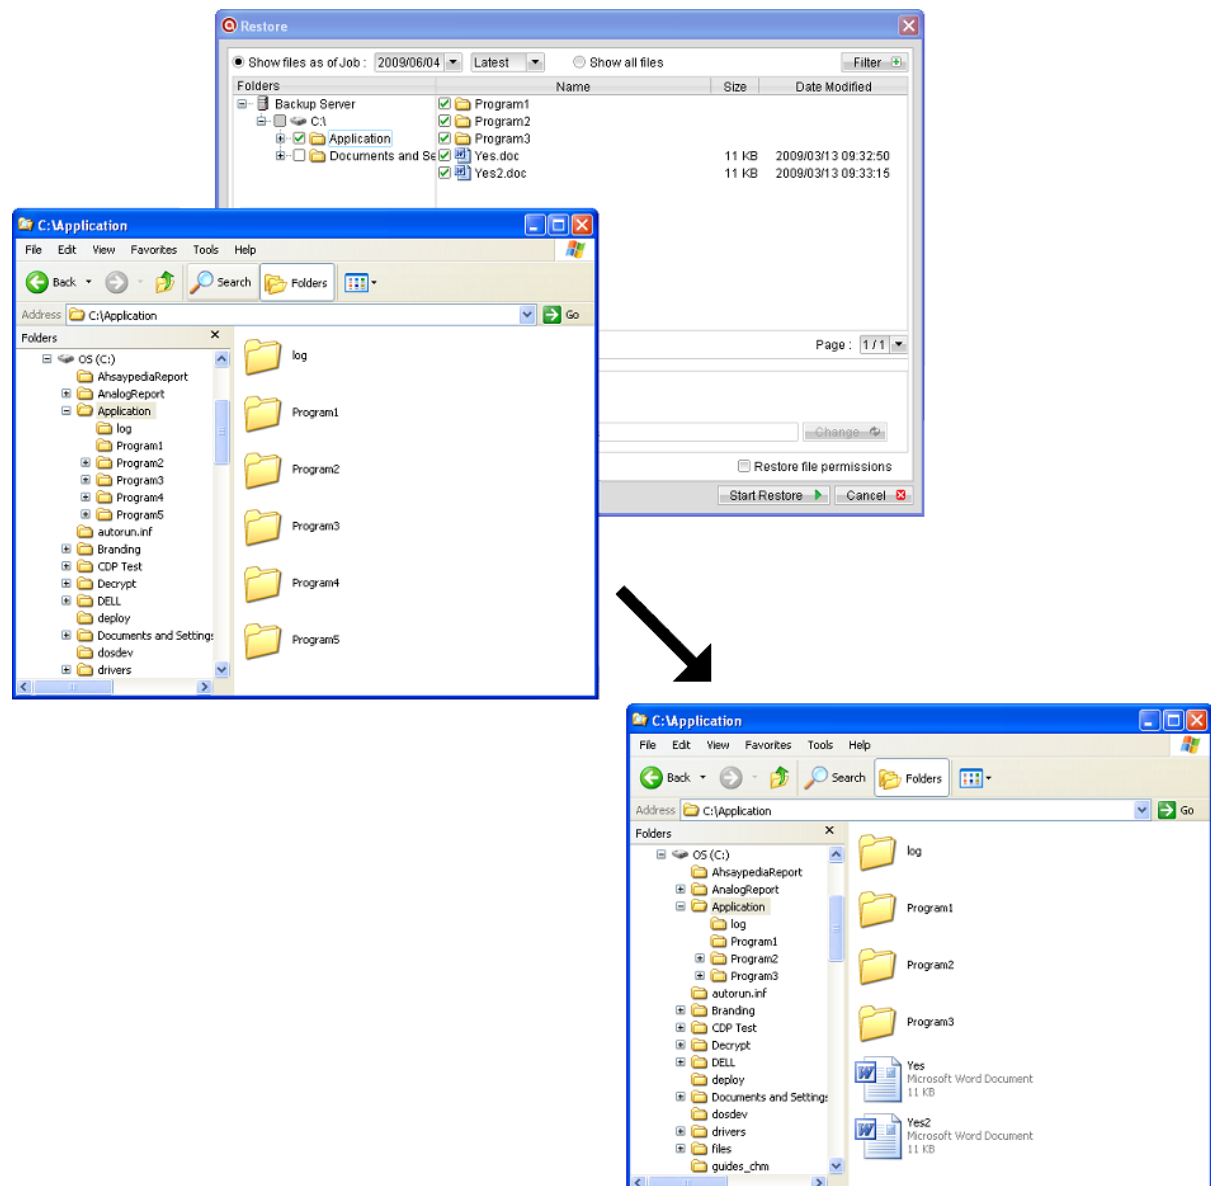 Restore
Show files as of Job : 2009/06/04 Latest Show all files Filter
Folders Name Size Date Modified
Backup Server Program1
C:\ Program2
Application Program3
Documents and Se Yes.doc 11 KB 2009/03/13 09:32:50
Yes2.doc 11 KB 2009/03/13 09:33:15
Page : 1 / 1
Change
Restore file permissions
Start Restore Cancel
C:\Application
File Edit View Favorites Tools Help
Back Search Folders
Address C:\Application Go
Folders
OS (C:)
AhsaypediaReport
AnalogReport
Application
log
Program1
Program2
Program3
Program4
Program5
autorun.inf
Branding
CDP Test
Decrypt
DELL
deploy
Documents and Settings
dosdev
drivers
log
Program1
Program2
Program3
Program4
Program5
C:\Application
File Edit View Favorites Tools Help
Back Search Folders
Address C:\Application Go
Folders
OS (C:)
AhsaypediaReport
AnalogReport
Application
log
Program1
Program2
Program3
autorun.inf
Branding
CDP Test
Decrypt
DELL
deploy
Documents and Settings
dosdev
drivers
files
guides_chm
log
Program1
Program2
Program3
Yes
Microsoft Word Document
11 KB
Yes2
Microsoft Word Document
11 KB